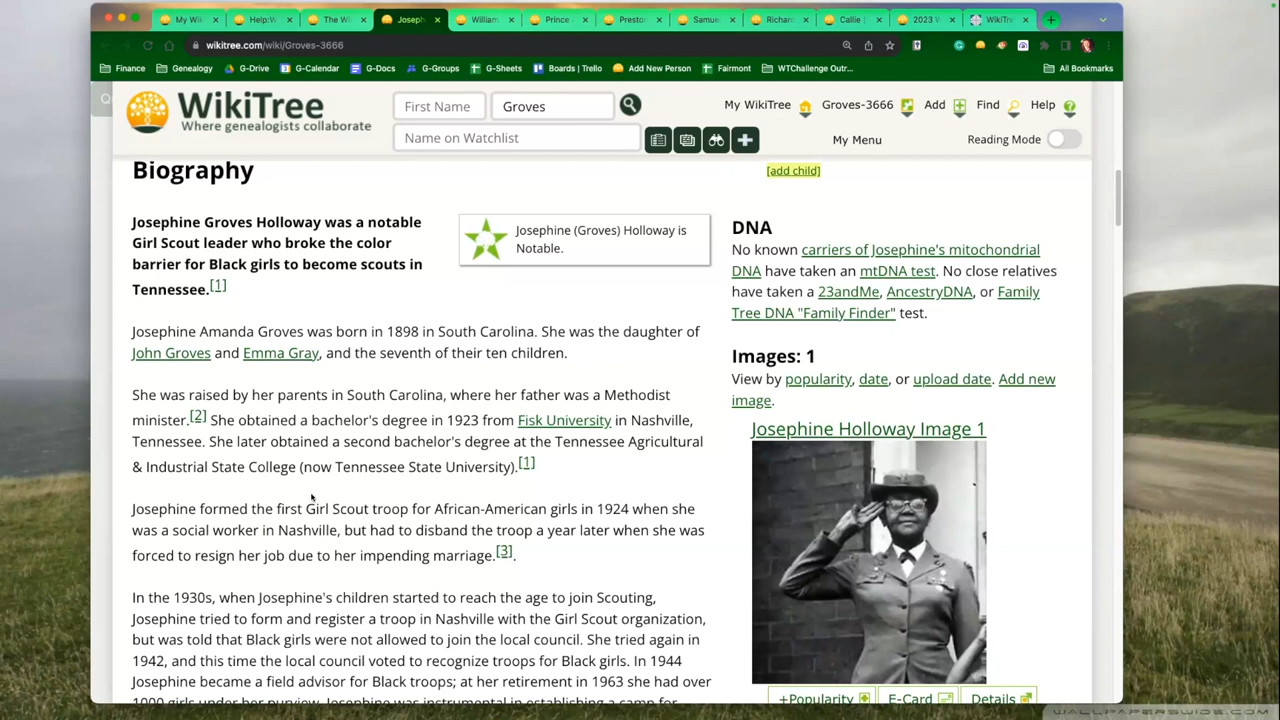 My Wi
Help:W
The Wi
Joseph
William
Prince
Presto
Samue
Richar
Callie
2023 W
WikiTre
wikitree.com/wiki/Groves-3666
Finance
Genealogy
G-Drive
G-Calendar
G-Docs
G-Groups
G-Sheets
Boards | Trello
Add New Person
Fairmont
WTChallenge Outr...
All Bookmarks
WikiTree
Where genealogists collaborate
First Name
Groves
My WikiTree
Groves-3666
Add
Find
Help
Name on Watchlist
My Menu
Reading Mode
Biography
[add child]
Josephine Groves Holloway was a notable
Girl Scout leader who broke the color
barrier for Black girls to become scouts in
Tennessee.[1]
Josephine (Groves) Holloway is
Notable.
Josephine Amanda Groves was born in 1898 in South Carolina. She was the daughter of
John Groves and Emma Gray, and the seventh of their ten children.
She was raised by her parents in South Carolina, where her father was a Methodist
minister.[2] She obtained a bachelor's degree in 1923 from Fisk University in Nashville,
Tennessee. She later obtained a second bachelor's degree at the Tennessee Agricultural
& Industrial State College (now Tennessee State University).[1]
Josephine formed the first Girl Scout troop for African-American girls in 1924 when she
was a social worker in Nashville, but had to disband the troop a year later when she was
forced to resign her job due to her impending marriage.[3].
In the 1930s, when Josephine's children started to reach the age to join Scouting,
Josephine tried to form and register a troop in Nashville with the Girl Scout organization,
but was told that Black girls were not allowed to join the local council. She tried again in
1942, and this time the local council voted to recognize troops for Black girls. In 1944
Josephine became a field advisor for Black troops; at her retirement in 1963 she had over
1000 girls under her purview. Josephine was instrumental in establishing a camp for
DNA
No known carriers of Josephine's mitochondrial
DNA have taken an mtDNA test. No close relatives
have taken a 23andMe, AncestryDNA, or Family
Tree DNA "Family Finder" test.
Images: 1
View by popularity, date, or upload date. Add new
image.
Josephine Holloway Image 1
+Popularity
E-Card
Details
WALLPAPERSWIDE.COM